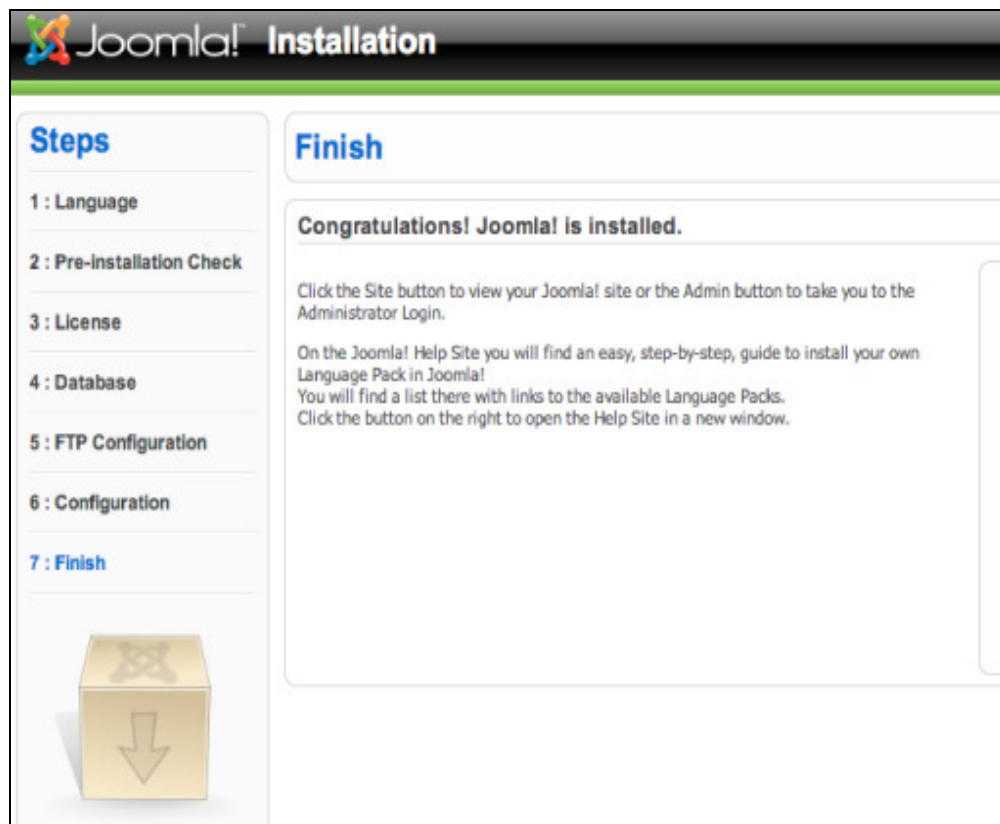 Joomla! Installation
Steps
1 : Language
2 : Pre-installation Check
3 : License
4 : Database
5 : FTP Configuration
6 : Configuration
7 : Finish
Finish
Congratulations! Joomla! is installed.
Click the Site button to view your Joomla! site or the Admin button to take you to the
Administrator Login.
On the Joomla! Help Site you will find an easy, step-by-step, guide to install your own
Language Pack in Joomla!
You will find a list there with links to the available Language Packs.
Click the button on the right to open the Help Site in a new window.